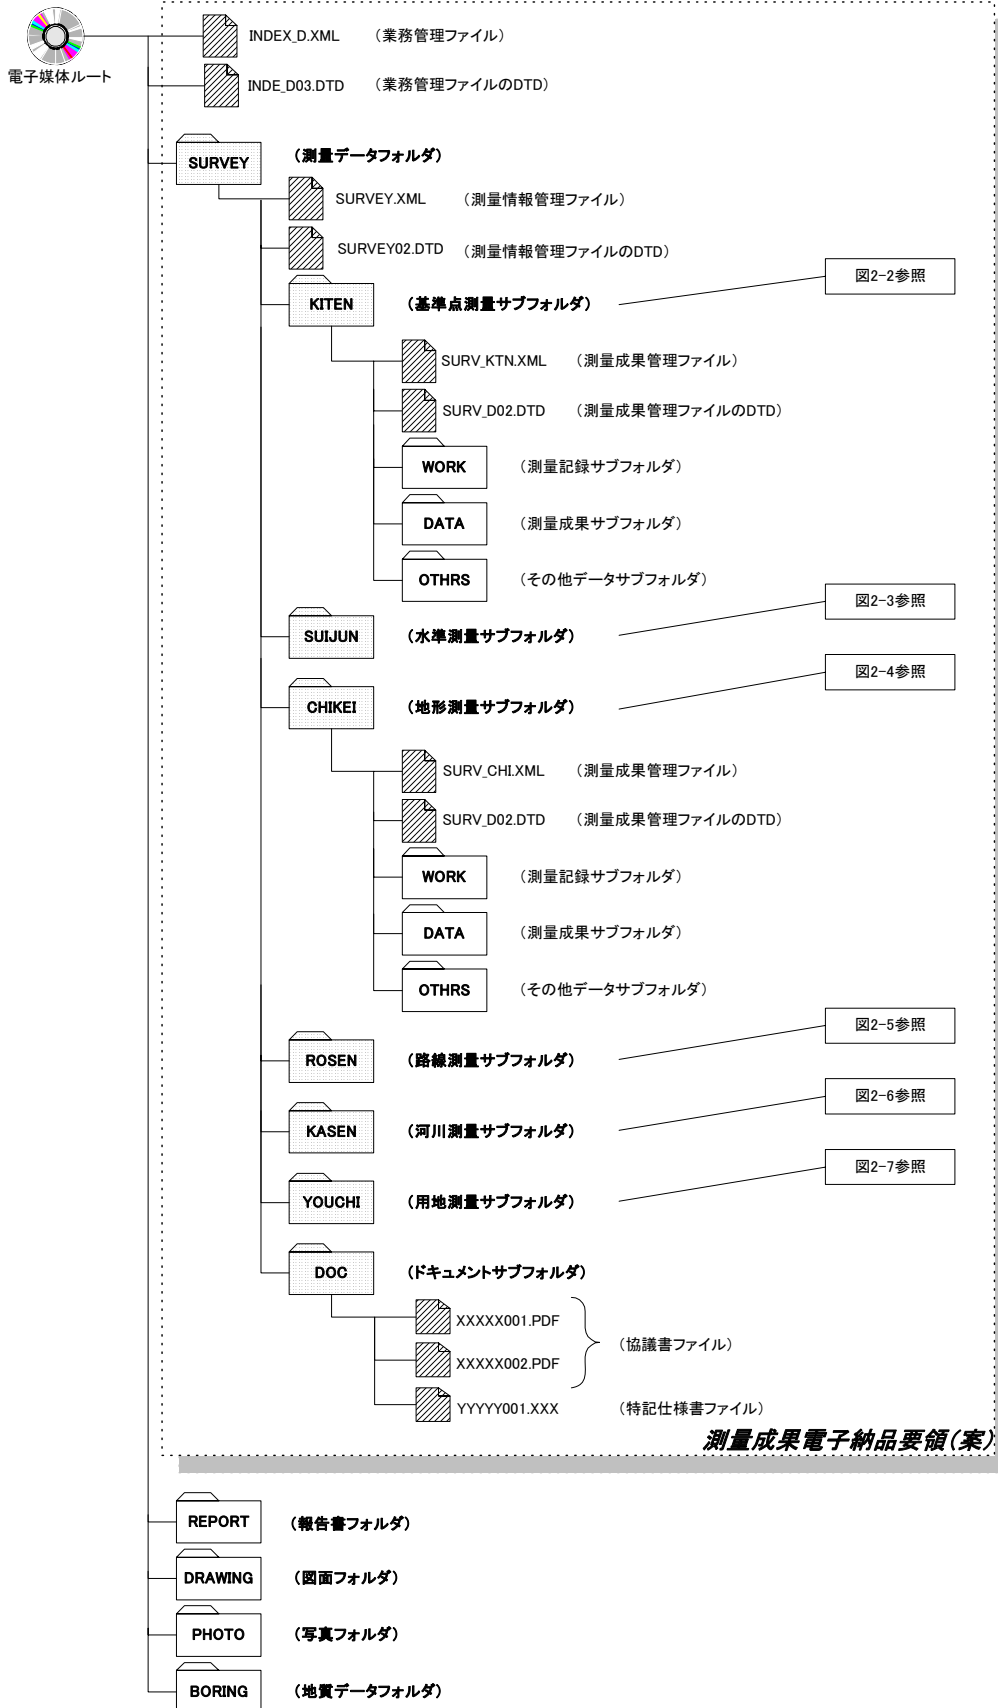 INDEX_D.XML （業務管理ファイル）
電子媒体ルート
INDE_D03.DTD （業務管理ファイルのDTD）
SURVEY （測量データフォルダ）
SURVEY.XML （測量情報管理ファイル）
SURVEY02.DTD （測量情報管理ファイルのDTD）
図2-2参照
KITEN （基準点測量サブフォルダ）
SURV_KTN.XML （測量成果管理ファイル）
SURV_D02.DTD （測量成果管理ファイルのDTD）
WORK （測量記録サブフォルダ）
DATA （測量成果サブフォルダ）
OTHRS （その他データサブフォルダ）
図2-3参照
SUIJUN （水準測量サブフォルダ）
図2-4参照
CHIKEI （地形測量サブフォルダ）
SURV_CHI.XML （測量成果管理ファイル）
SURV_D02.DTD （測量成果管理ファイルのDTD）
WORK （測量記録サブフォルダ）
DATA （測量成果サブフォルダ）
OTHRS （その他データサブフォルダ）
図2-5参照
ROSEN （路線測量サブフォルダ）
図2-6参照
KASEN （河川測量サブフォルダ）
図2-7参照
YOUCHI （用地測量サブフォルダ）
DOC （ドキュメントサブフォルダ）
XXXXX001.PDF
（協議書ファイル）
XXXXX002.PDF
YYYYY001.XXX （特記仕様書ファイル）
測量成果電子納品要領（案）
REPORT （報告書フォルダ）
DRAWING （図面フォルダ）
PHOTO （写真フォルダ）
BORING （地質データフォルダ）